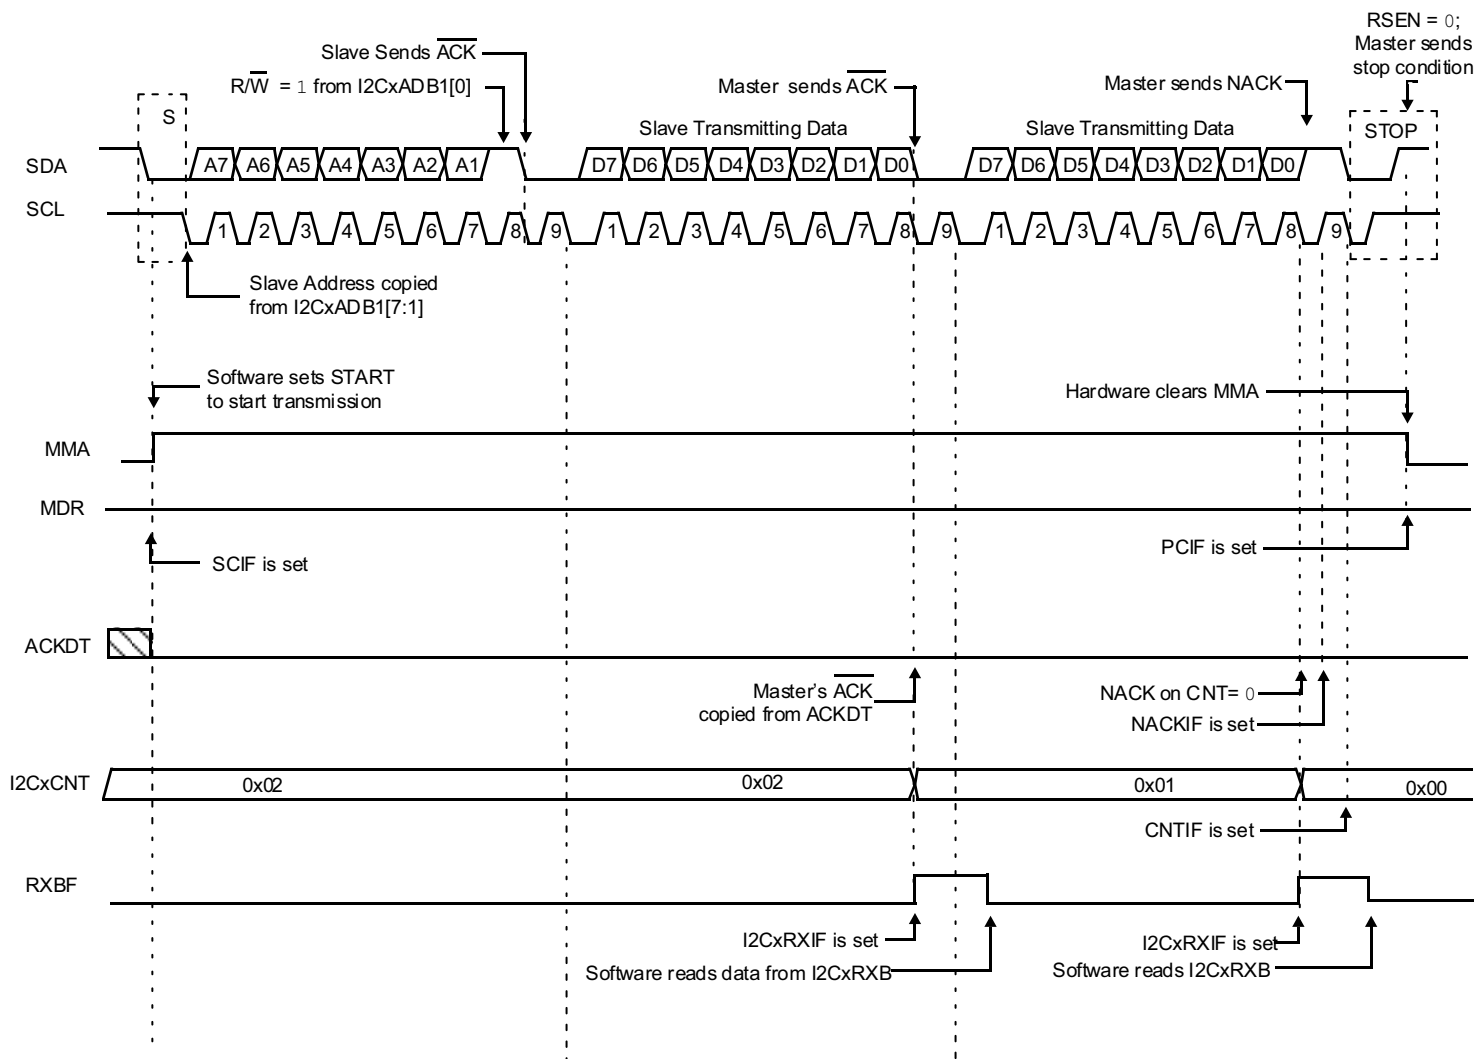 RSEN = 0;
Master sends
stop condition
Slave Sends ACK
R/W = 1 from I2CxADB1[0]
Master sends ACK
Master sends NACK
S
Slave Transmitting Data
Slave Transmitting Data
STOP
SDA
A7 A6 A5 A4 A3 A2 A1
D7 D6 D5 D4 D3 D2 D1 D0
D7 D6 D5 D4 D3 D2 D1 D0
SCL
1 2 3 4 5 6 7 8 9
1 2 3 4 5 6 7 8 9
1 2 3 4 5 6 7 8 9
Slave Address copied
from I2CxADB1[7:1]
Software sets START
to start transmission
Hardware clears MMA
MMA
MDR
SCIF is set
PCIF is set
ACKDT
Master's ACK
copied from ACKDT
NACK on CNT= 0
NACKIF is set
I2CxCNT
0x02
0x02
0x01
0x00
CNTIF is set
RXBF
I2CxRXIF is set
I2CxRXIF is set
Software reads data from I2CxRXB
Software reads I2CxRXB